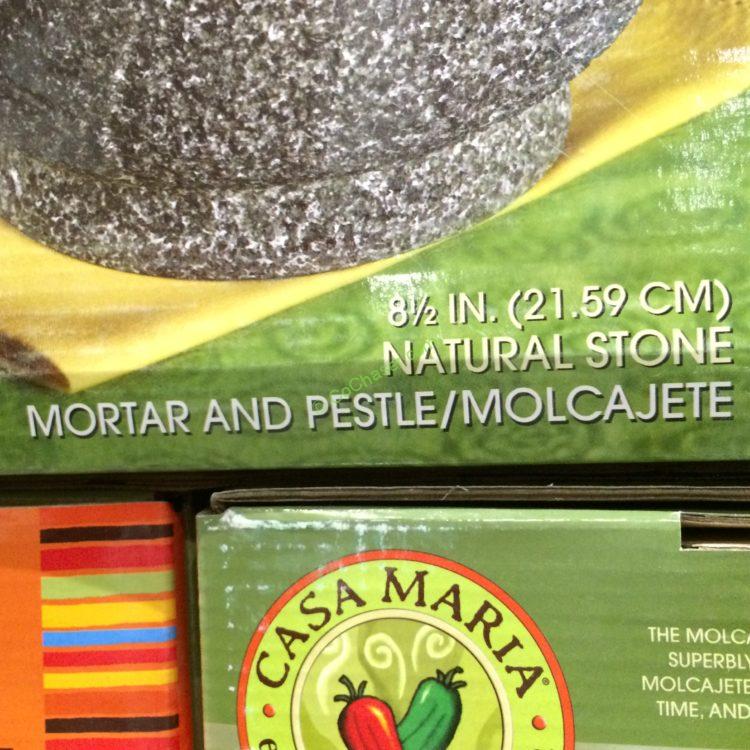 8½ IN. (21.59 CM)
NATURAL STONE
MORTAR AND PESTLE/MOLCAJETE
CASA MARIA®
THE
SUPERBLY
MOLCAJETE
TIME, AND